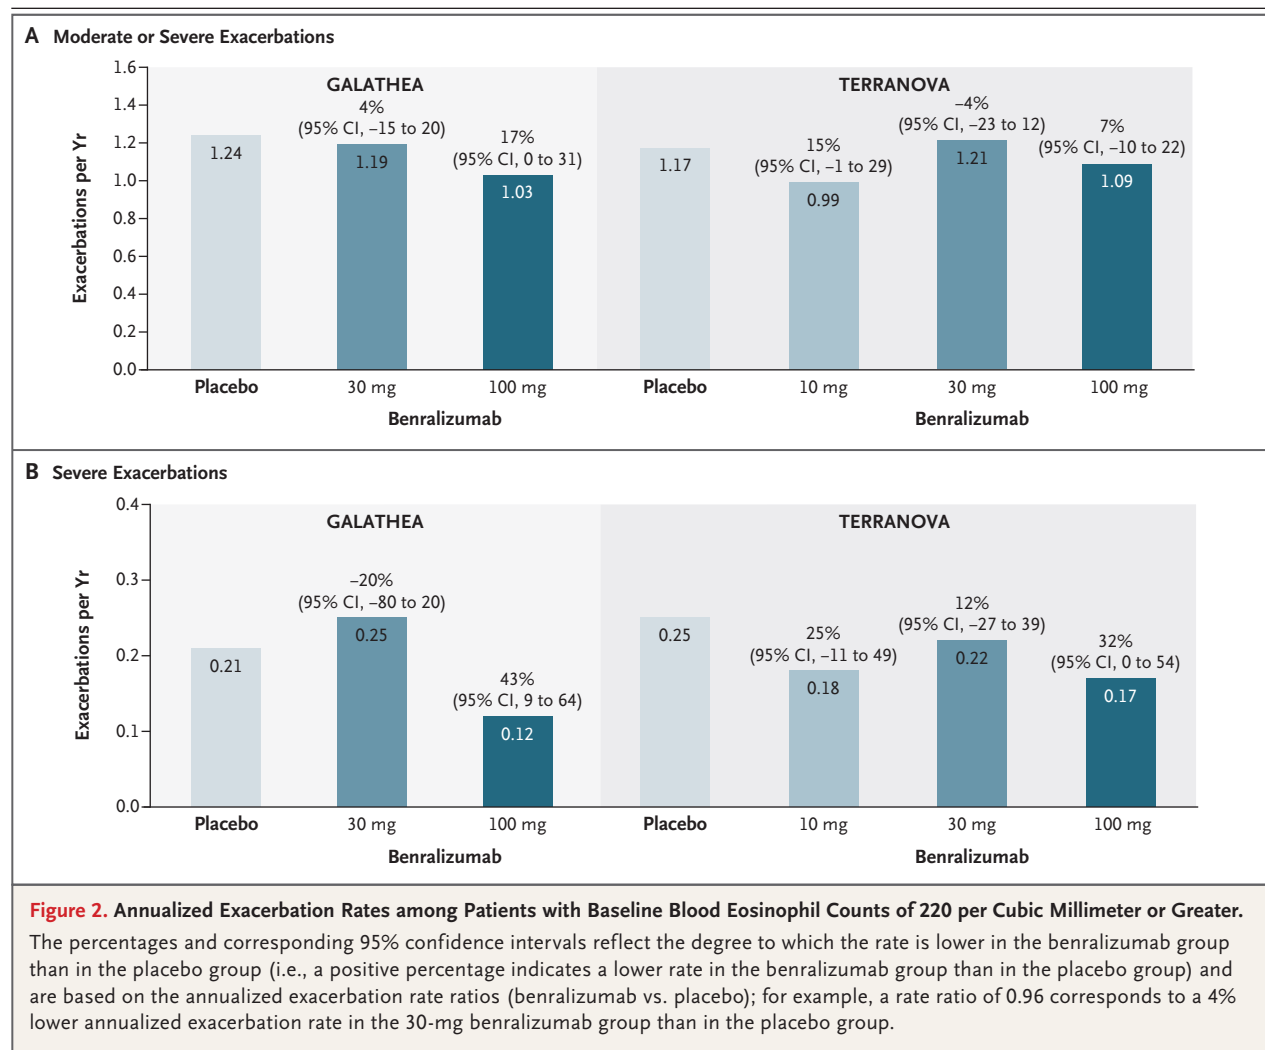 A Moderate or Severe Exacerbations
Exacerbations per Yr
1.6
1.4
1.2
1.0
0.8
0.6
0.4
0.2
0.0
GALATHEA
1.24
4%
(95% CI, –15 to 20)
1.19
17%
(95% CI, 0 to 31)
1.03
Placebo
30 mg
100 mg
Benralizumab
TERRANOVA
1.17
15%
(95% CI, –1 to 29)
0.99
–4%
(95% CI, –23 to 12)
1.21
7%
(95% CI, –10 to 22)
1.09
Placebo
10 mg
30 mg
100 mg
Benralizumab
B Severe Exacerbations
Exacerbations per Yr
0.4
0.3
0.2
0.1
0.0
GALATHEA
0.21
–20%
(95% CI, –80 to 20)
0.25
43%
(95% CI, 9 to 64)
0.12
Placebo
30 mg
100 mg
Benralizumab
TERRANOVA
0.25
25%
(95% CI, –11 to 49)
0.18
12%
(95% CI, –27 to 39)
0.22
32%
(95% CI, 0 to 54)
0.17
Placebo
10 mg
30 mg
100 mg
Benralizumab
Figure 2. Annualized Exacerbation Rates among Patients with Baseline Blood Eosinophil Counts of 220 per Cubic Millimeter or Greater.
The percentages and corresponding 95% confidence intervals reflect the degree to which the rate is lower in the benralizumab group
than in the placebo group (i.e., a positive percentage indicates a lower rate in the benralizumab group than in the placebo group) and
are based on the annualized exacerbation rate ratios (benralizumab vs. placebo); for example, a rate ratio of 0.96 corresponds to a 4%
lower annualized exacerbation rate in the 30-mg benralizumab group than in the placebo group.